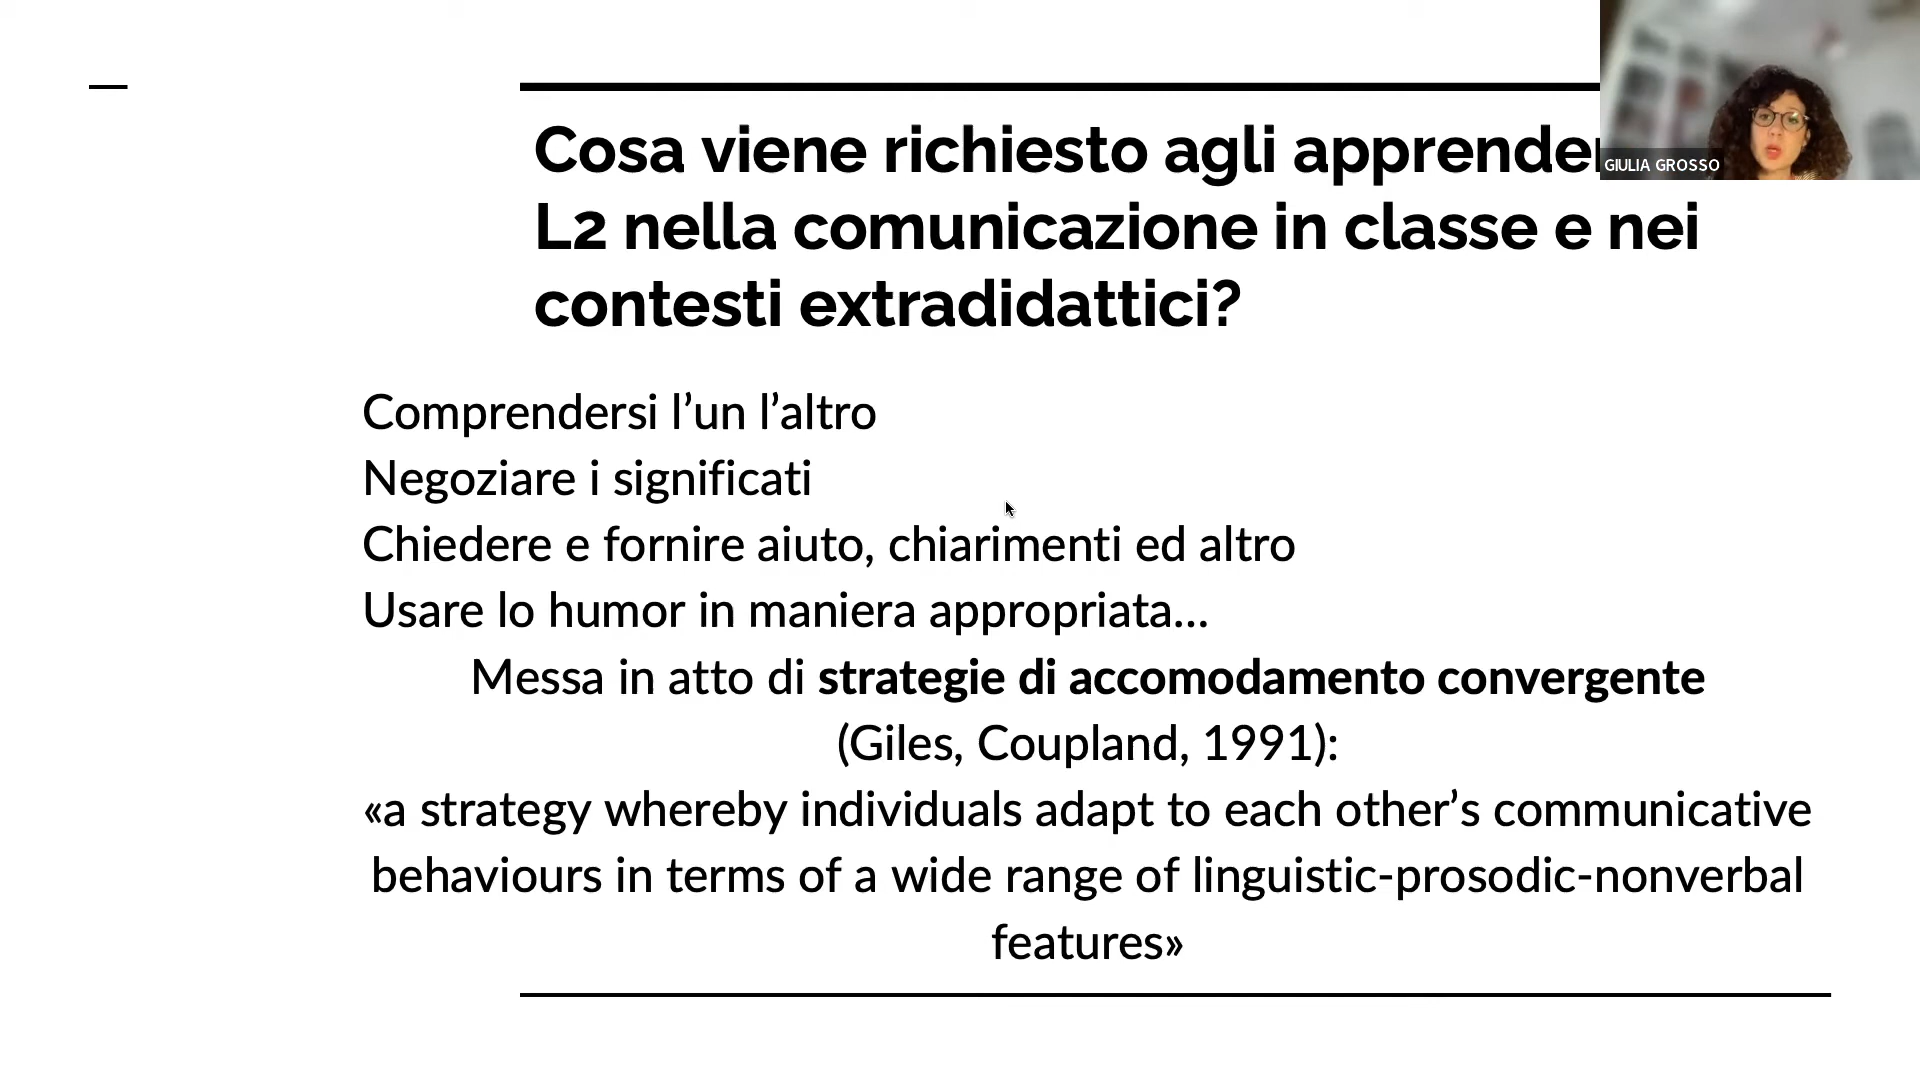 Cosa viene richiesto agli
L2 nella comunicazione in classe e nei
contesti extradidattici?
GIULIA GROSSO
Comprendersi l’un l’altro
Negoziare i significati
Chiedere e fornire aiuto, chiarimenti ed altro
Usare lo humor in maniera appropriata...
Messa in atto di strategie di accomodamento convergente
(Giles, Coupland, 1991):
«a strategy whereby individuals adapt to each other’s communicative
behaviours in terms of a wide range of linguistic-prosodic-nonverbal
features»